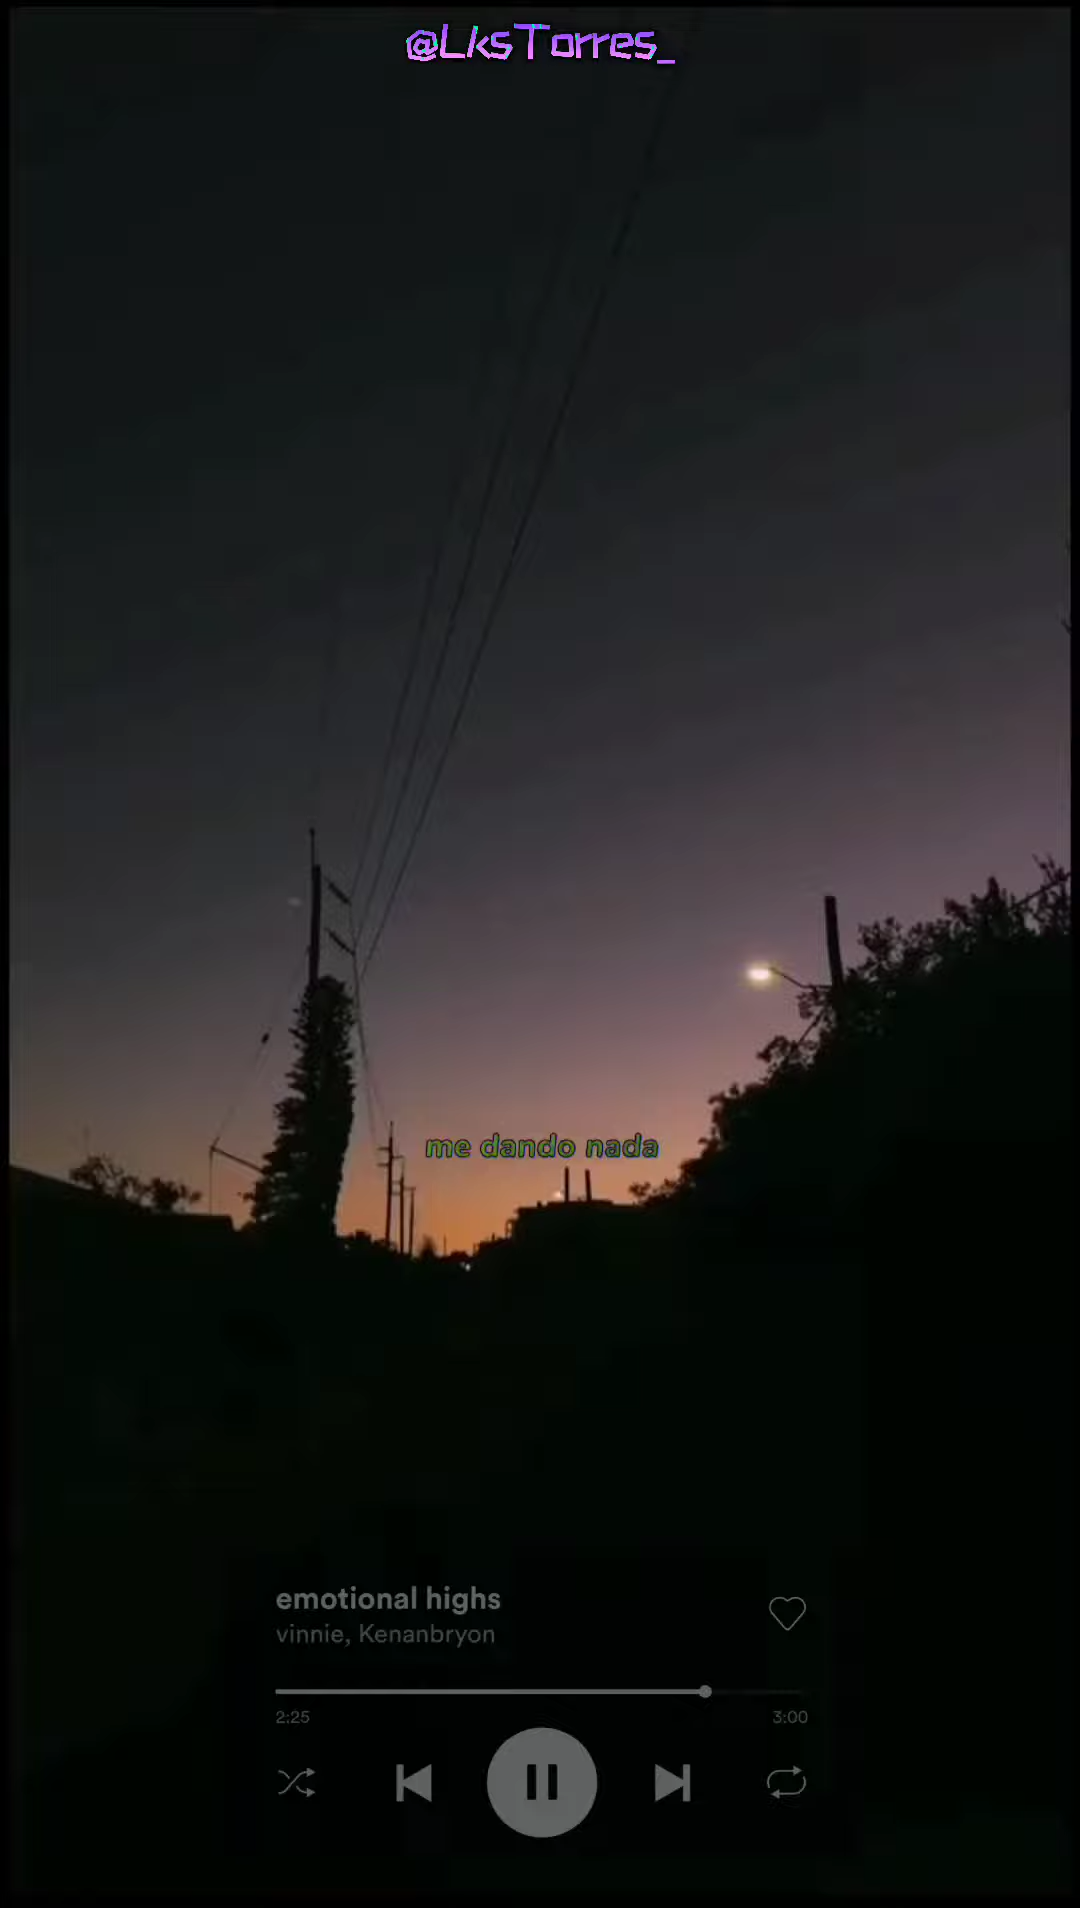 @LksTorres_
me dando nada
emotional highs
vinnie, Kenanbryon
2:25
3:00